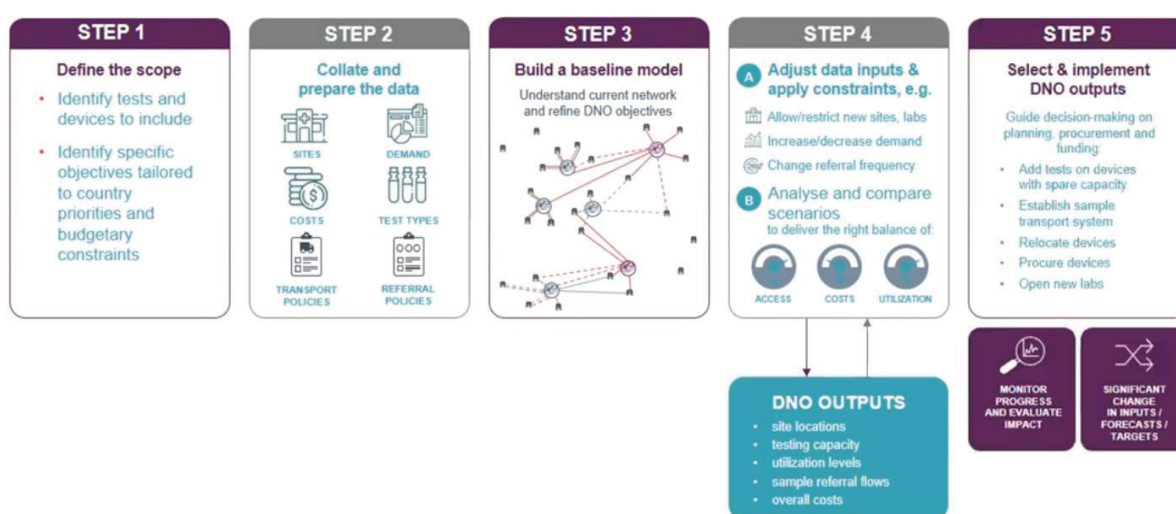 STEP 1
Define the scope
• Identify tests and
devices to include
• Identify specific
objectives tailored
to country
priorities and
budgetary
constraints
STEP 2
Collate and
prepare the data
SITES
DEMAND
COSTS
TEST TYPES
TRANSPORT
POLICIES
REFERRAL
POLICIES
STEP 3
Build a baseline model
Understand current network
and refine DNO objectives
STEP 4
A Adjust data inputs &
apply constraints, e.g.
Allow/restrict new sites, labs
Increase/decrease demand
Change referral frequency
B Analyse and compare
scenarios
to deliver the right balance of:
ACCESS
COSTS
UTILIZATION
DNO OUTPUTS
• site locations
• testing capacity
• utilization levels
• sample referral flows
• overall costs
STEP 5
Select & implement
DNO outputs
Guide decision-making on
planning, procurement and
funding:
• Add tests on devices
with spare capacity
• Establish sample
transport system
• Relocate devices
• Procure devices
• Open new labs
MONITOR
PROGRESS
AND EVALUATE
IMPACT
SIGNIFICANT
CHANGE
IN INPUTS /
FORECASTS /
TARGETS